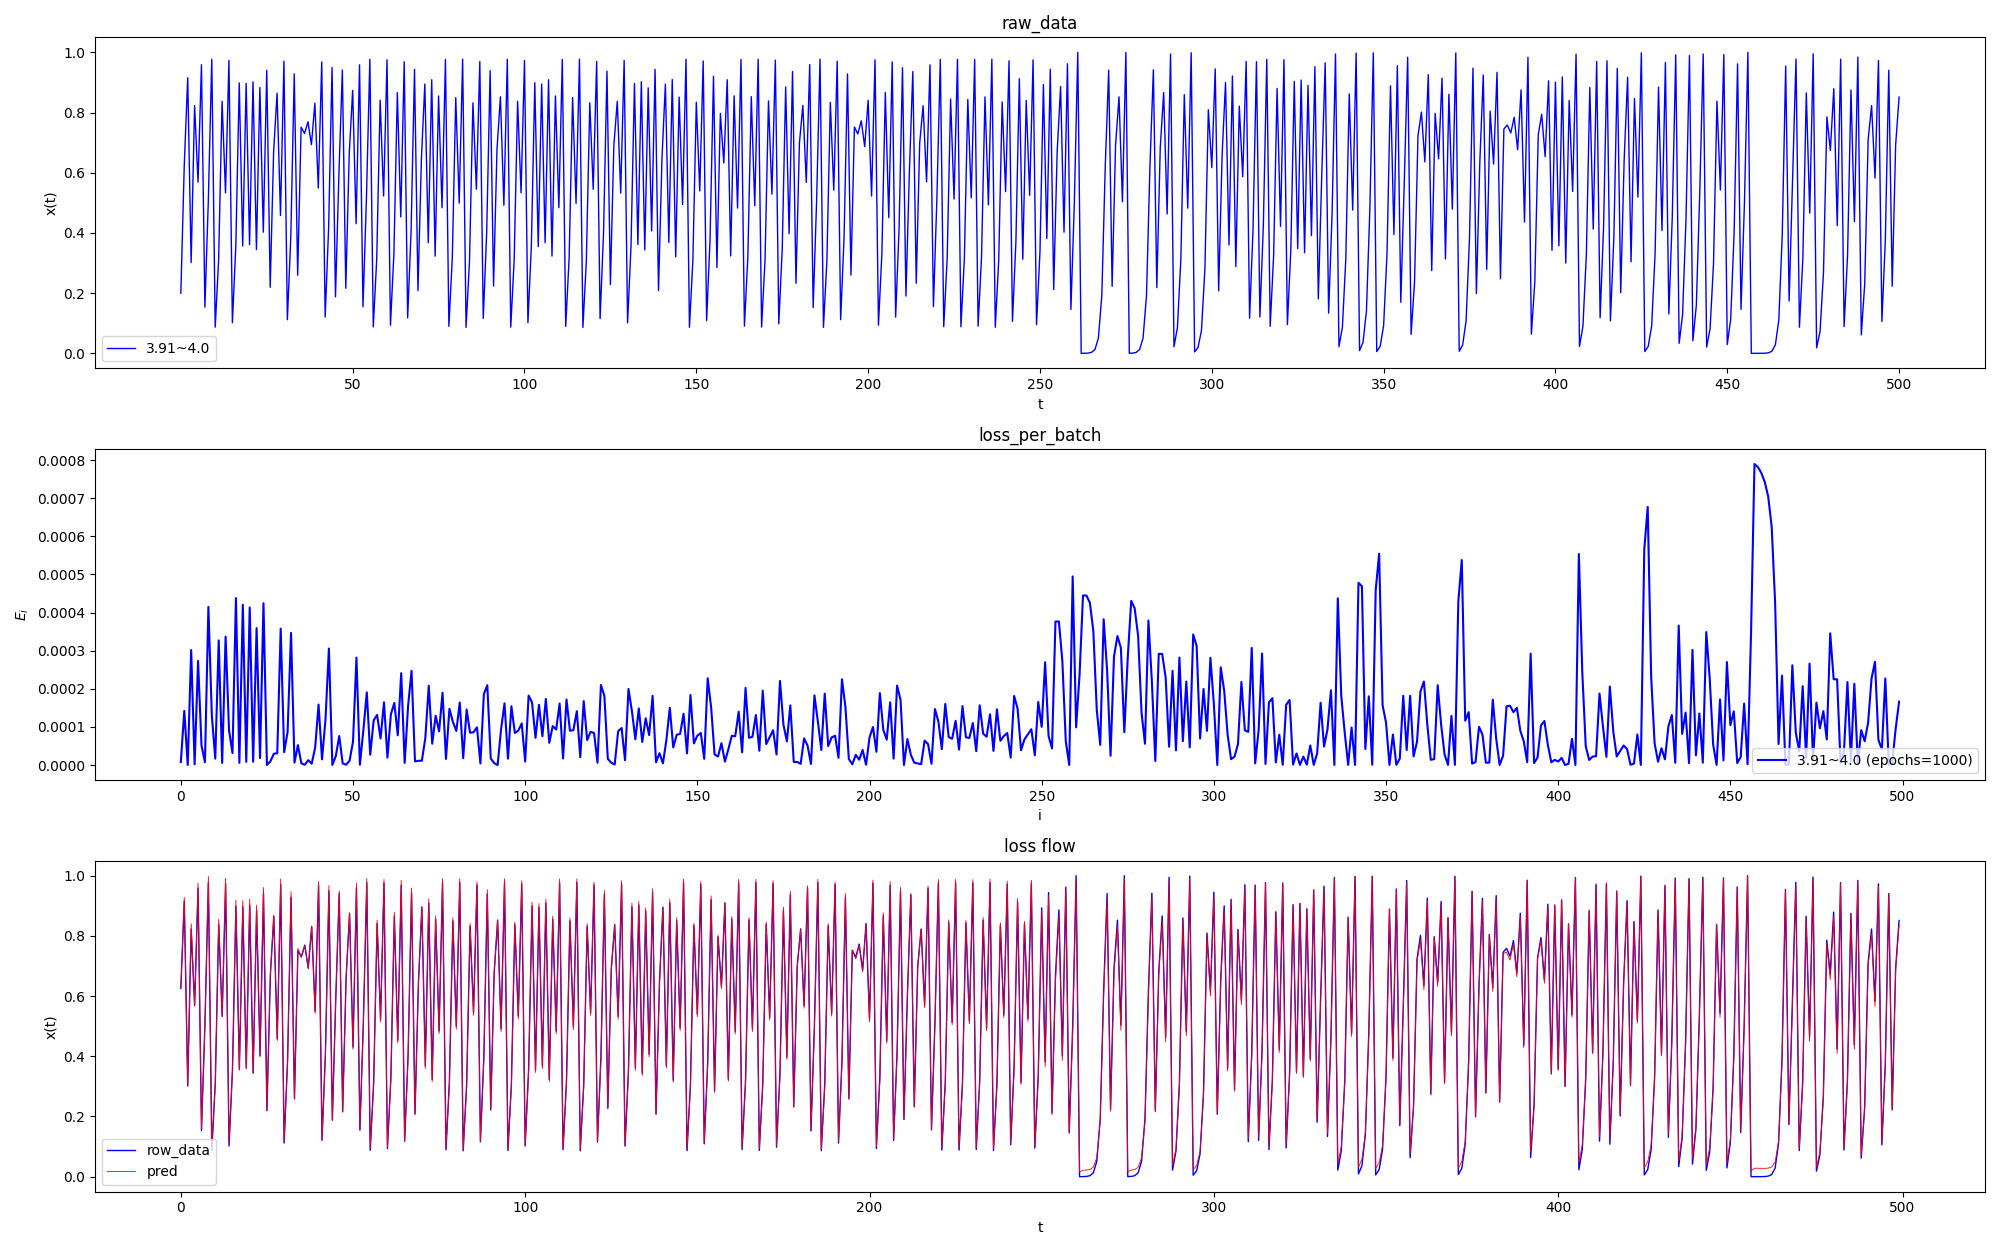 raw_data
1.0
0.8
0.6
0.4
0.2
0.0
x(t)
3.91~4.0
50 100 150 200 250 300 350 400 450 500
t
loss_per_batch
0.0008
0.0007
0.0006
0.0005
0.0004
0.0003
0.0002
0.0001
0.0000
E_i
3.91~4.0 (epochs=1000)
0 50 100 150 200 250 300 350 400 450 500
i
loss flow
1.0
0.8
0.6
0.4
0.2
0.0
x(t)
row_data
pred
0 100 200 300 400 500
t